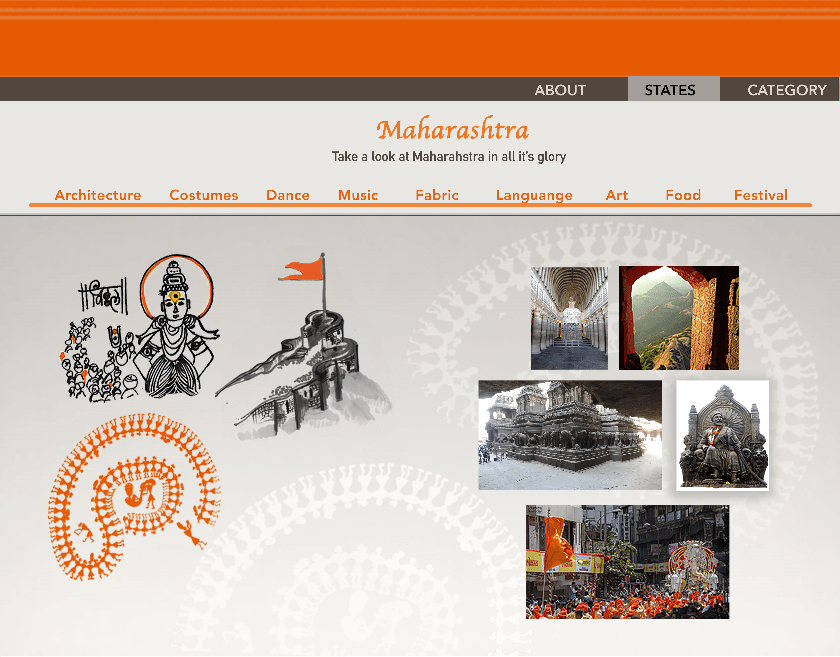 ABOUT STATES CATEGORY
Maharashtra
Take a look at Maharahstra in all it's glory
Architecture Costumes Dance Music Fabric Languange Art Food Festival
॥विठ्ठल॥